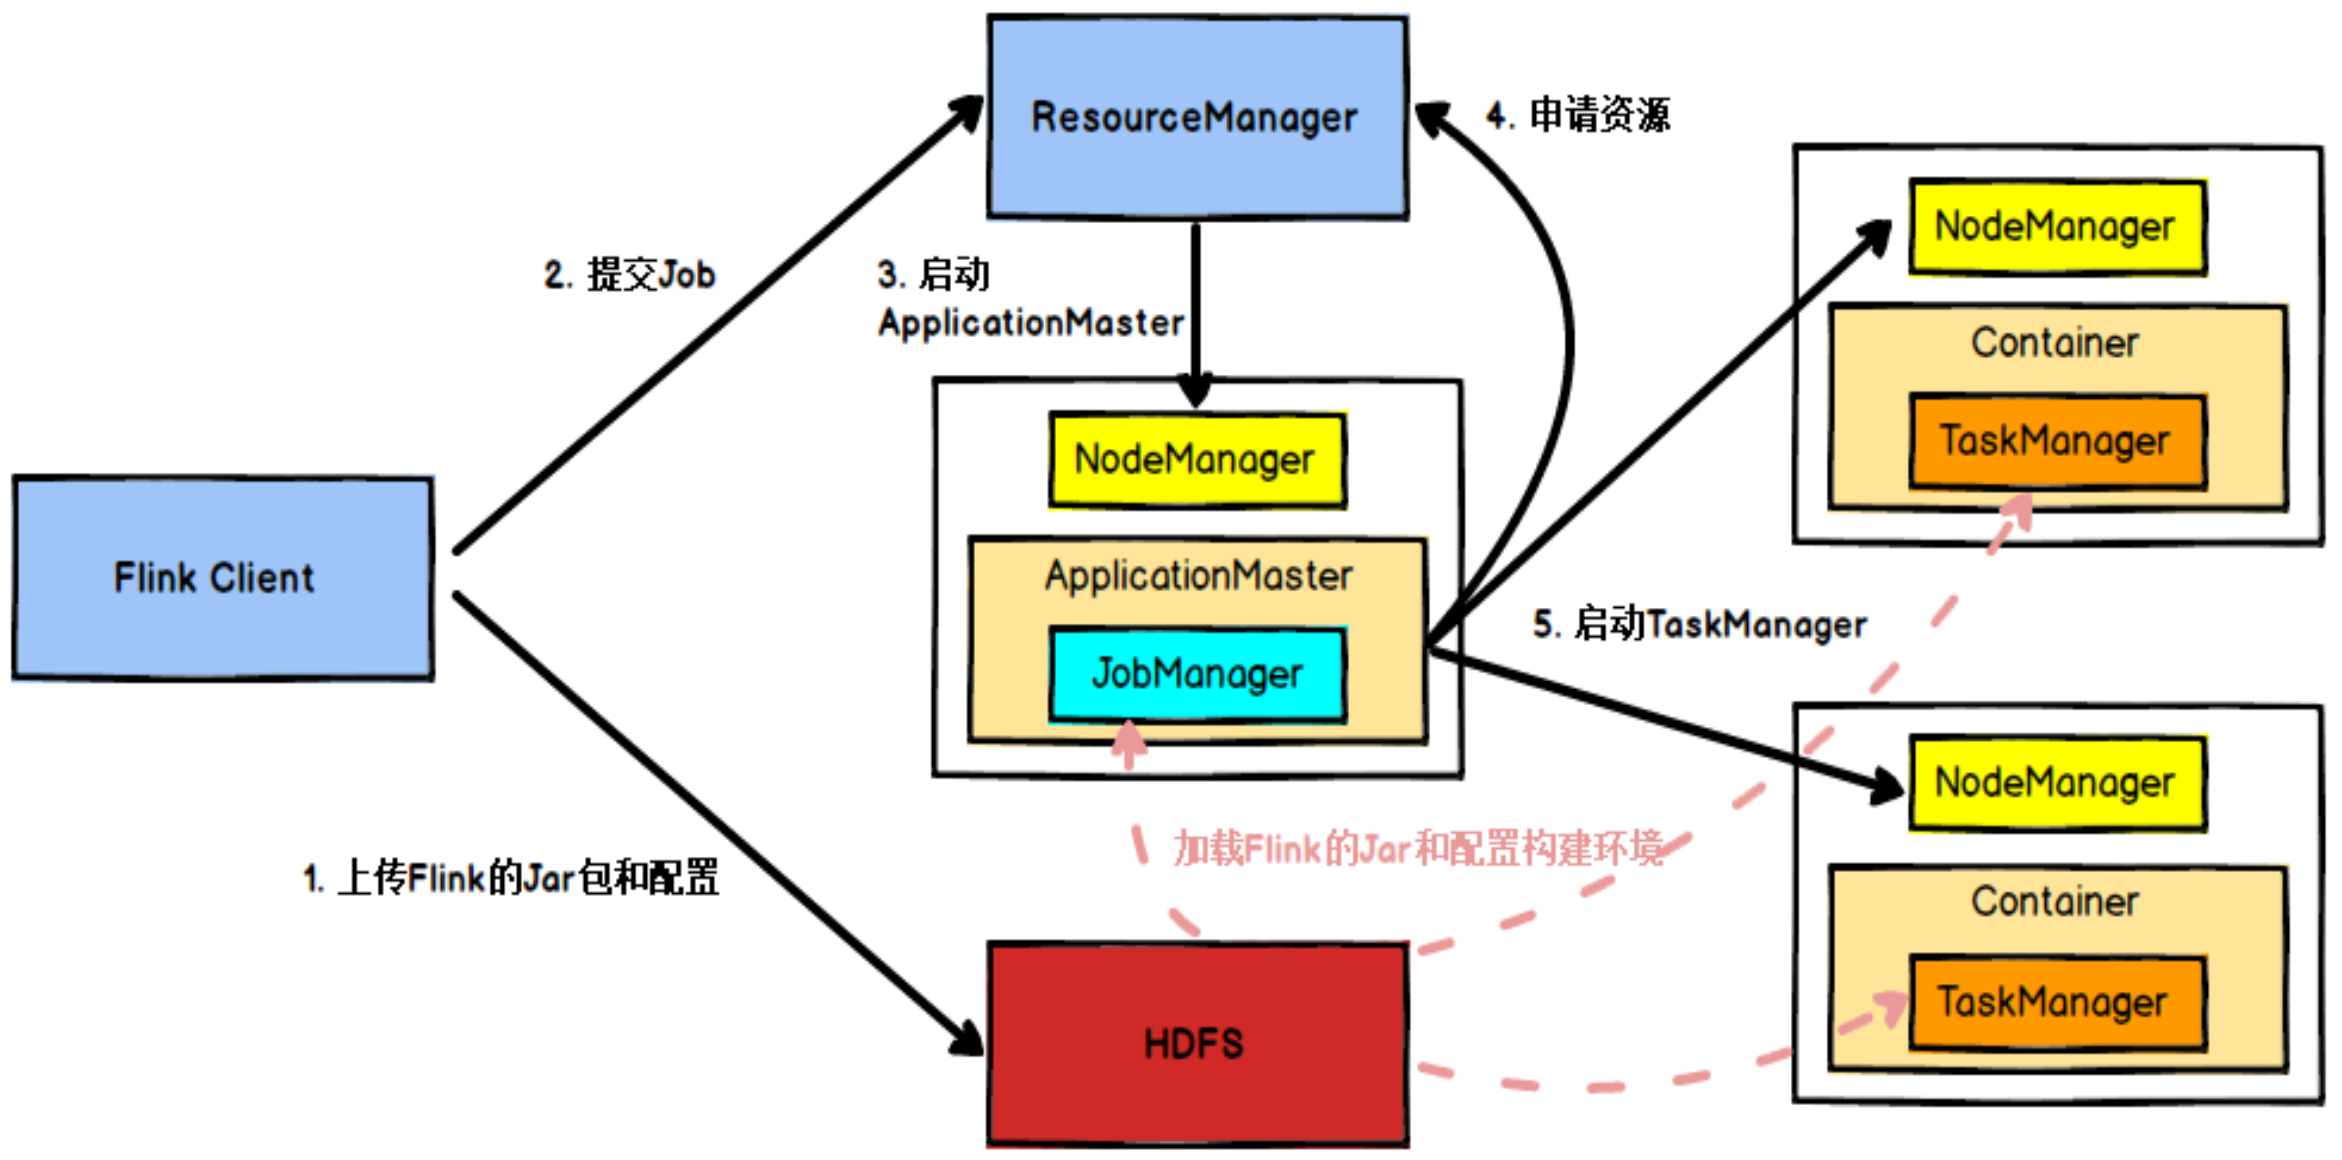 ResourceManager
4. 申请资源
NodeManager
2. 提交Job
3. 启动
ApplicationMaster
Container
TaskManager
NodeManager
Flink Client
ApplicationMaster
JobManager
5. 启动TaskManager
NodeManager
加载Flink的Jar和配置构建环境
1. 上传Flink的Jar包和配置
Container
TaskManager
HDFS